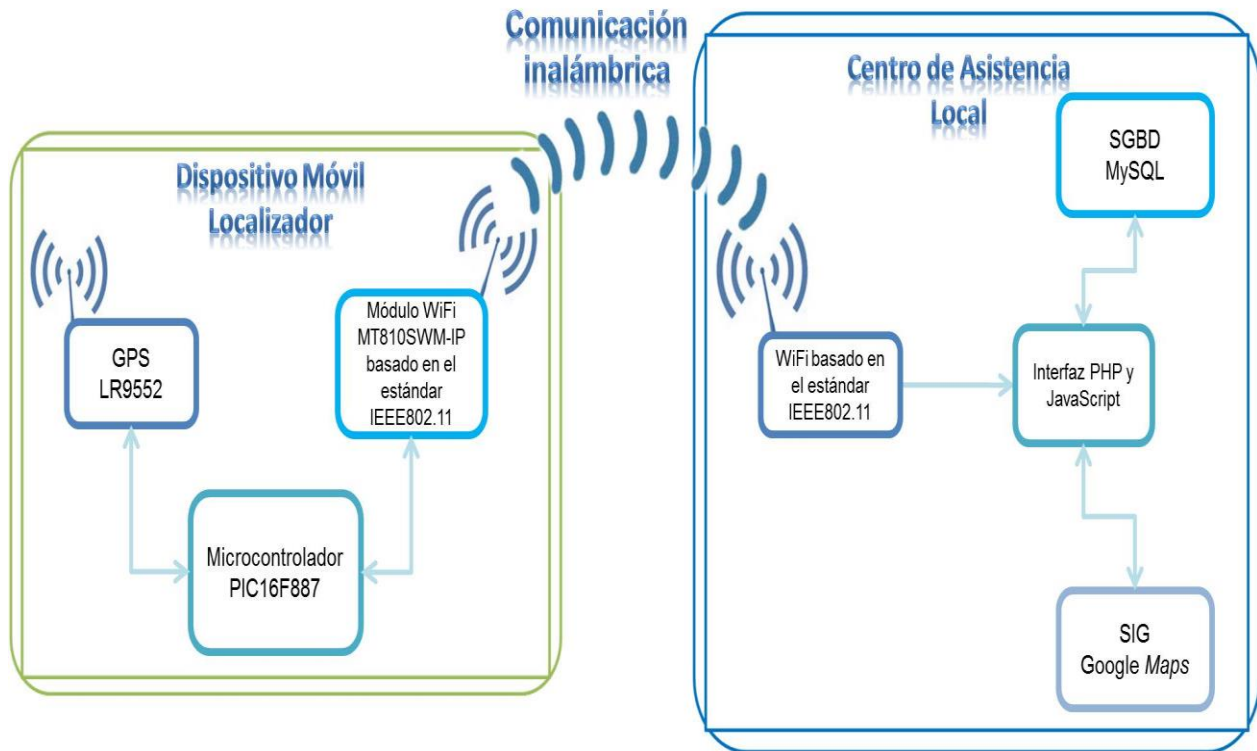 Comunicación
inalámbrica
Dispositivo Móvil
Localizador
GPS
LR9552
Módulo WiFi
MT810SWM-IP
basado en el
estándar
IEEE802.11
Microcontrolador
PIC16F887
Centro de Asistencia
Local
SGBD
MySQL
WiFi basado en
el estándar
IEEE802.11
Interfaz PHP y
JavaScript
SIG
Google Maps